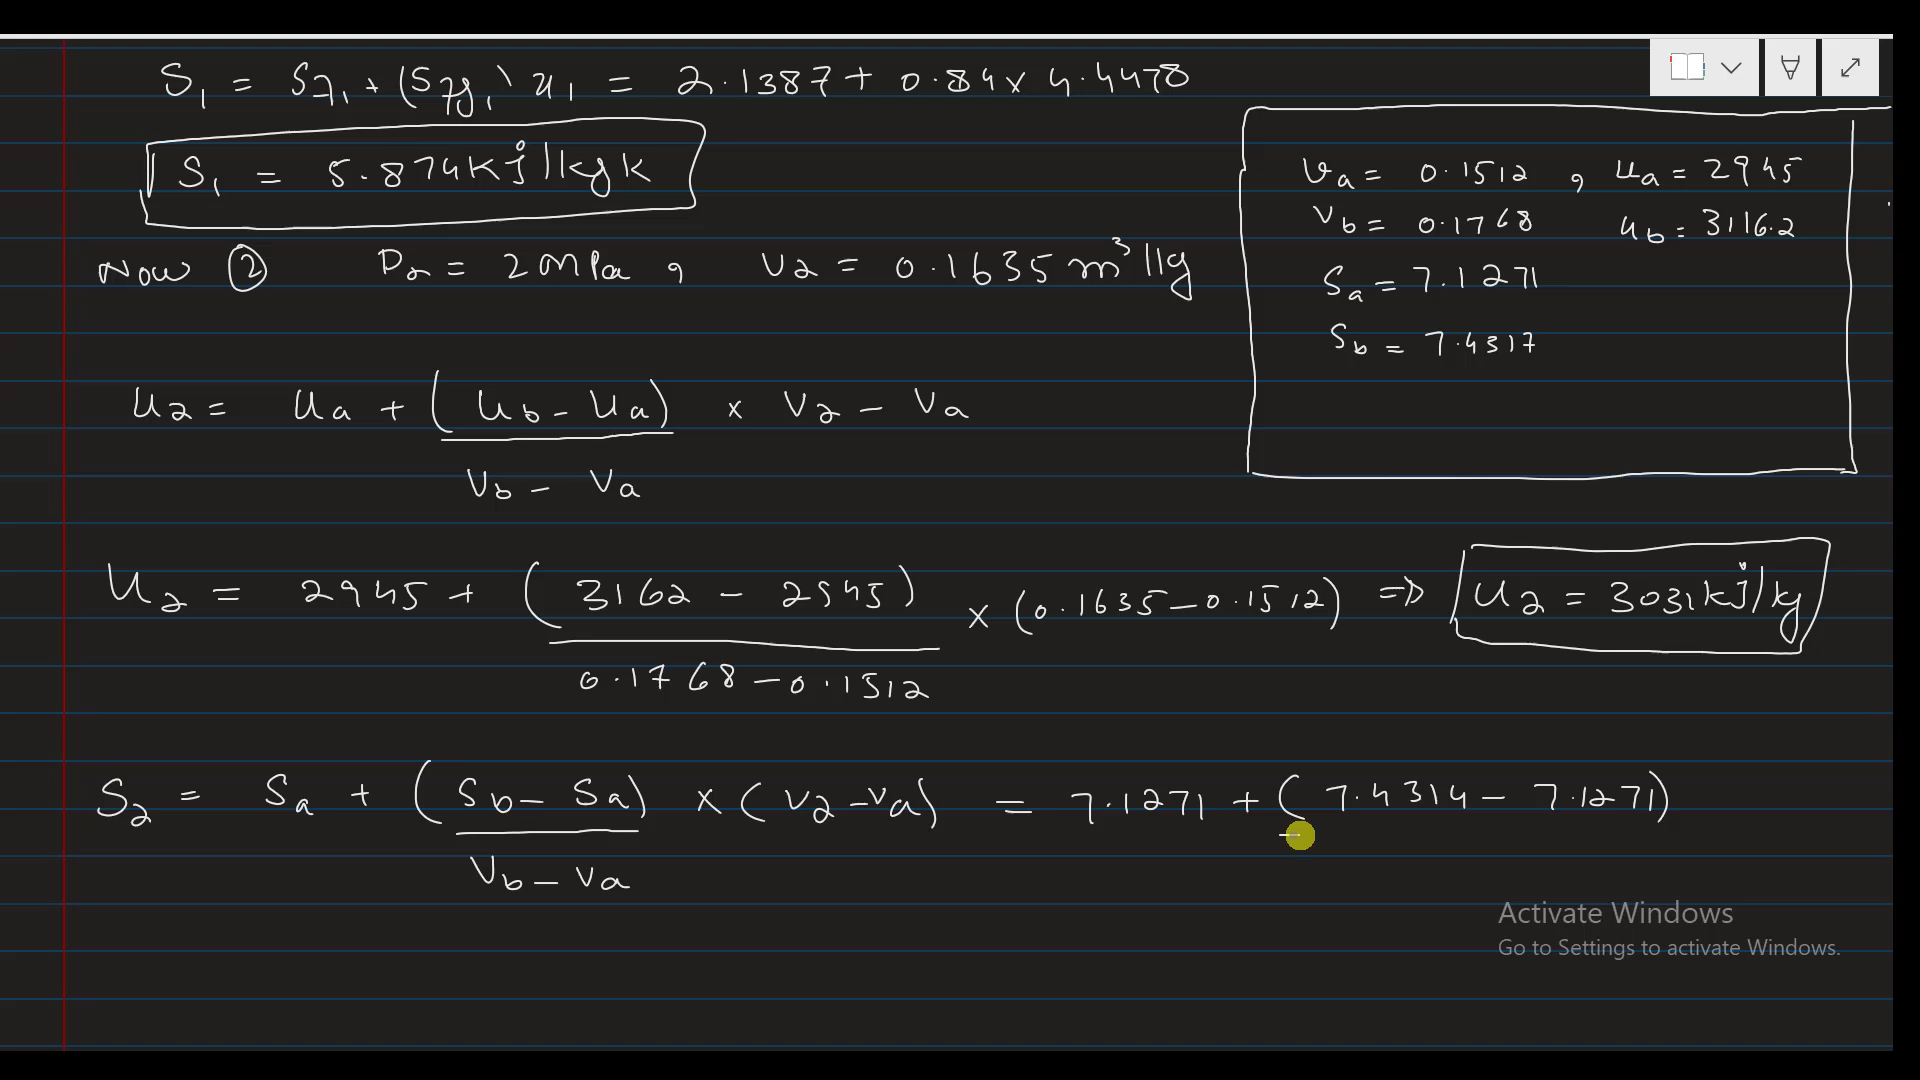 S₁ = Sf₁ + (Sfg₁) x₁ = 2.1387 + 0.84 x 4.4478
S₁ = 5.874 kj/kgk
Va = 0.1512 , ua = 2945
Vb = 0.1768 ub = 3116.2
Sa = 7.1271
Sb = 7.4317
Now ② P₂ = 2 mPa , V₂ = 0.1635 m³/kg
u₂ = ua + (ub - ua) x V₂ - Va
Vb - Va
u₂ = 2945 + (3162 - 2945) x (0.1635 - 0.1512) => u₂ = 3031 kj/kg
0.1768 - 0.1512
S₂ = Sa + (Sb - Sa) x (V₂ - Va) = 7.1271 + (7.4314 - 7.1271)
Vb - Va
Activate Windows
Go to Settings to activate Windows.